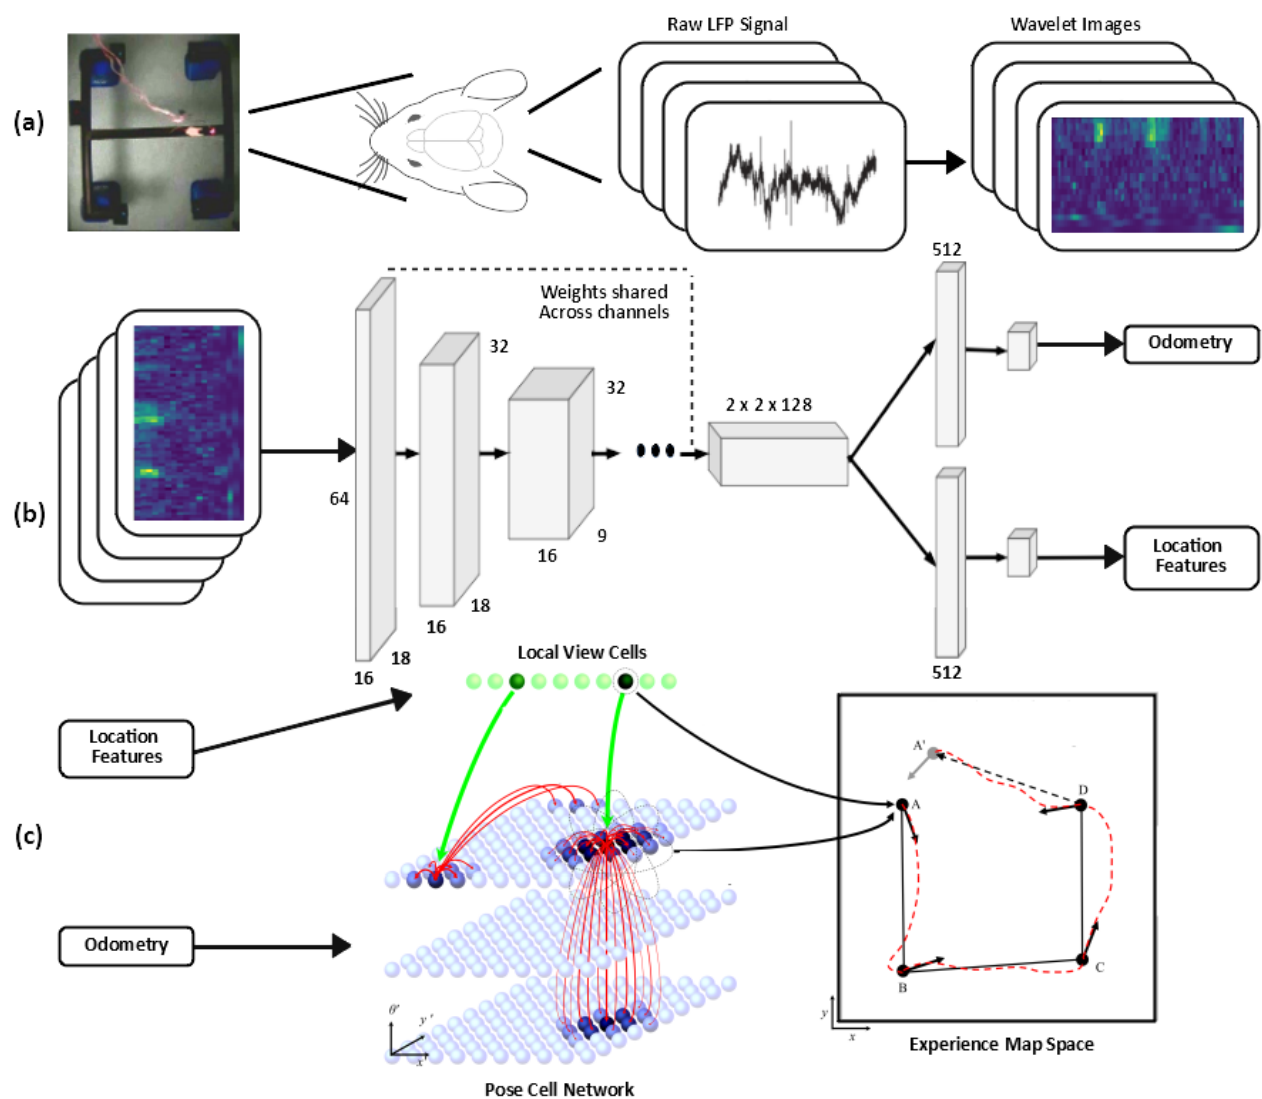 Raw LFP Signal
Wavelet Images
(a)
512
Weights shared
Across channels
32
Odometry
32
2 x 2 x 128
64
(b)
16
9
Location
Features
18
16
18
16
512
Local View Cells
Location
Features
A'
A
D
(c)
Odometry
B
C
θ'
y'
x'
y
x
Experience Map Space
Pose Cell Network